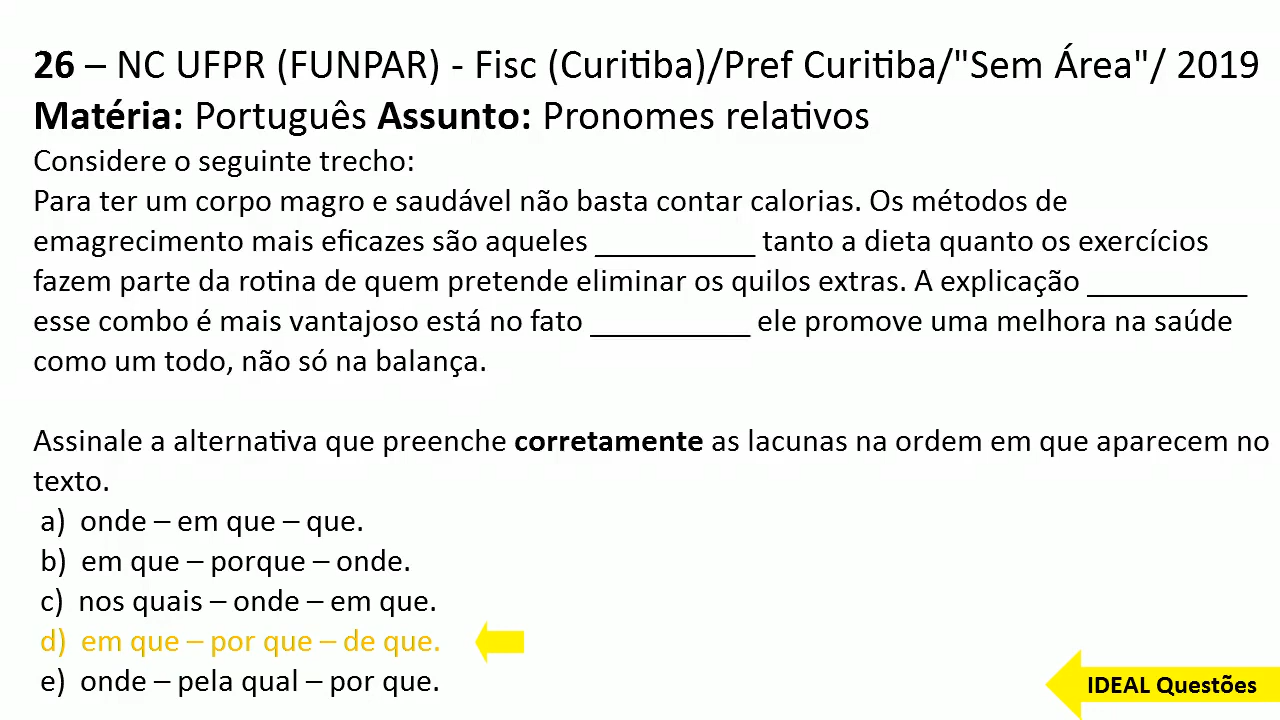 26 – NC UFPR (FUNPAR) - Fisc (Curitiba)/Pref Curitiba/"Sem Área"/ 2019
Matéria: Português Assunto: Pronomes relativos
Considere o seguinte trecho:
Para ter um corpo magro e saudável não basta contar calorias. Os métodos de
emagrecimento mais eficazes são aqueles __________ tanto a dieta quanto os exercícios
fazem parte da rotina de quem pretende eliminar os quilos extras. A explicação __________
esse combo é mais vantajoso está no fato __________ ele promove uma melhora na saúde
como um todo, não só na balança.
Assinale a alternativa que preenche corretamente as lacunas na ordem em que aparecem no
texto.
a) onde – em que – que.
b) em que – porque – onde.
c) nos quais – onde – em que.
d) em que – por que – de que.
e) onde – pela qual – por que.
IDEAL Questões